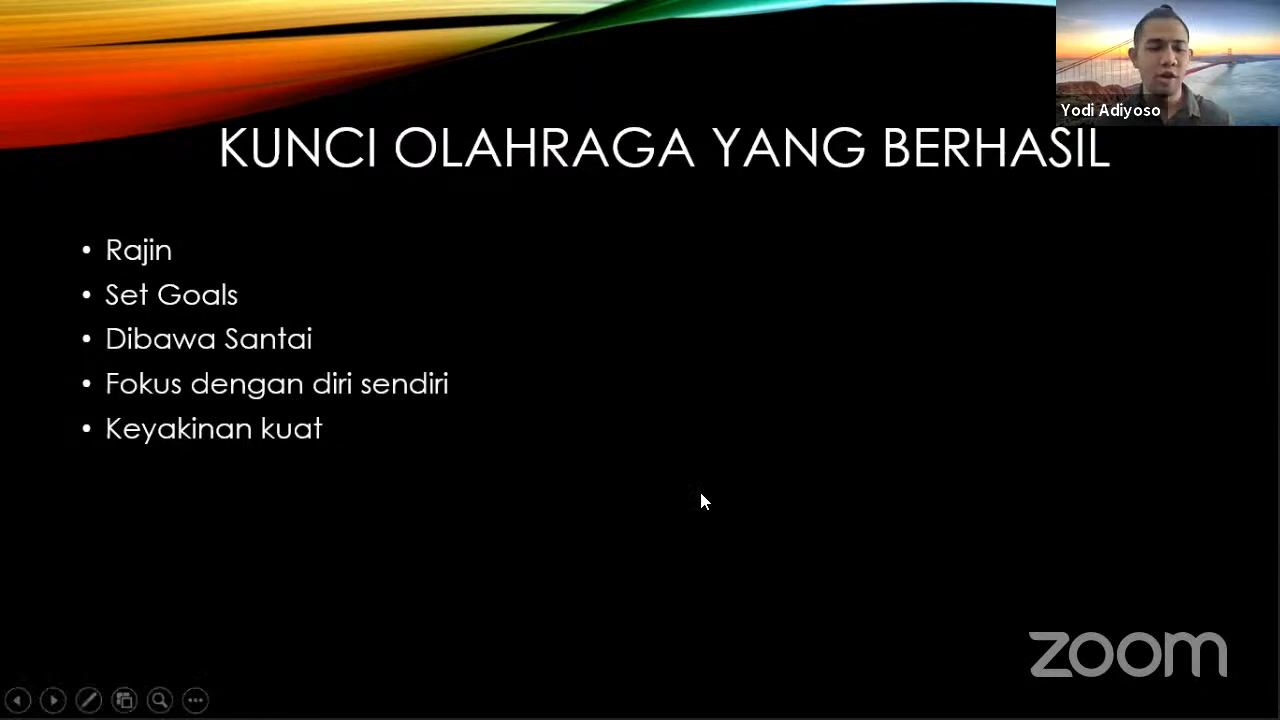 Yodi Adiyoso
KUNCI OLAHRAGA YANG BERHASIL
• Rajin
• Set Goals
• Dibawa Santai
• Fokus dengan diri sendiri
• Keyakinan kuat
zoom